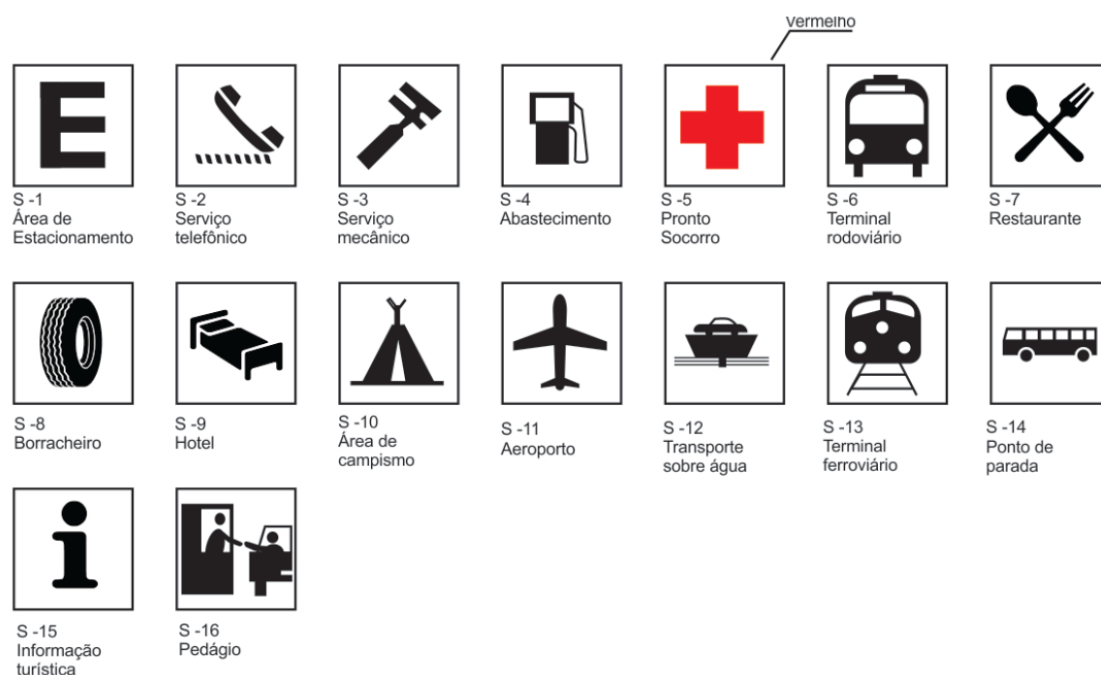 Vermelho
E
S -1
Área de
Estacionamento
S -2
Serviço
telefônico
S -3
Serviço
mecânico
S -4
Abastecimento
S -5
Pronto
Socorro
S -6
Terminal
rodoviário
S -7
Restaurante
S -8
Borracheiro
S -9
Hotel
S -10
Área de
campismo
S -11
Aeroporto
S -12
Transporte
sobre água
S -13
Terminal
ferroviário
S -14
Ponto de
parada
i
S -15
Informação
turística
S -16
Pedágio